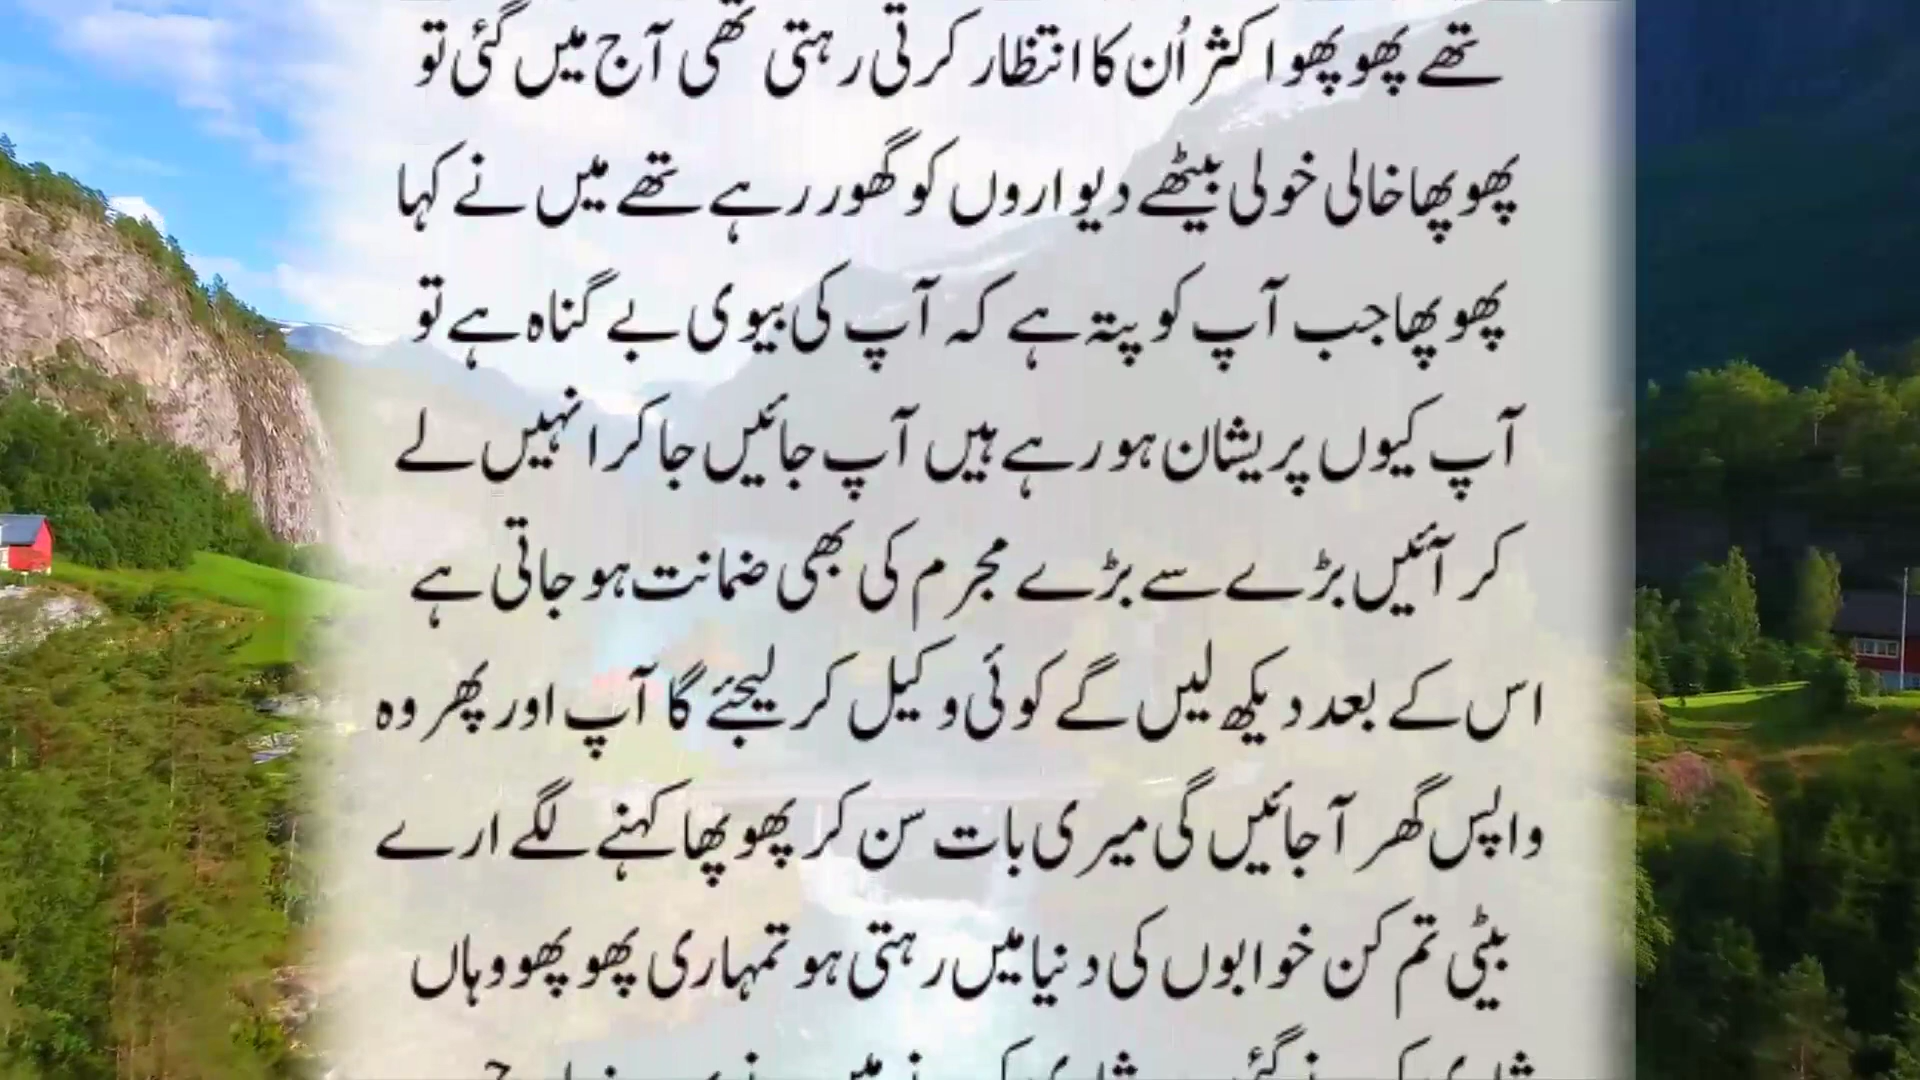 تھے پھوپھو اکثر اُن کا انتظار کرتی رہتی تھی آج میں گئی تو
پھوپھا خالی خولی بیٹھے دیواروں کو گھور رہے تھے میں نے کہا
پھوپھا جب آپ کو پتہ ہے کہ آپ کی بیوی بے گناہ ہے تو
آپ کیوں پریشان ہو رہے ہیں آپ جائیں جا کر انہیں لے
کر آئیں بڑے سے بڑے مجرم کی بھی ضمانت ہو جاتی ہے
اس کے بعد دیکھ لیں گے کوئی وکیل کر لیجئے گا آپ اور پھر وہ
واپس گھر آ جائیں گی میری بات سن کر پھوپھا کہنے لگے ارے
بیٹی تم کن خوابوں کی دنیا میں رہتی ہو تمہاری پھوپھو وہاں